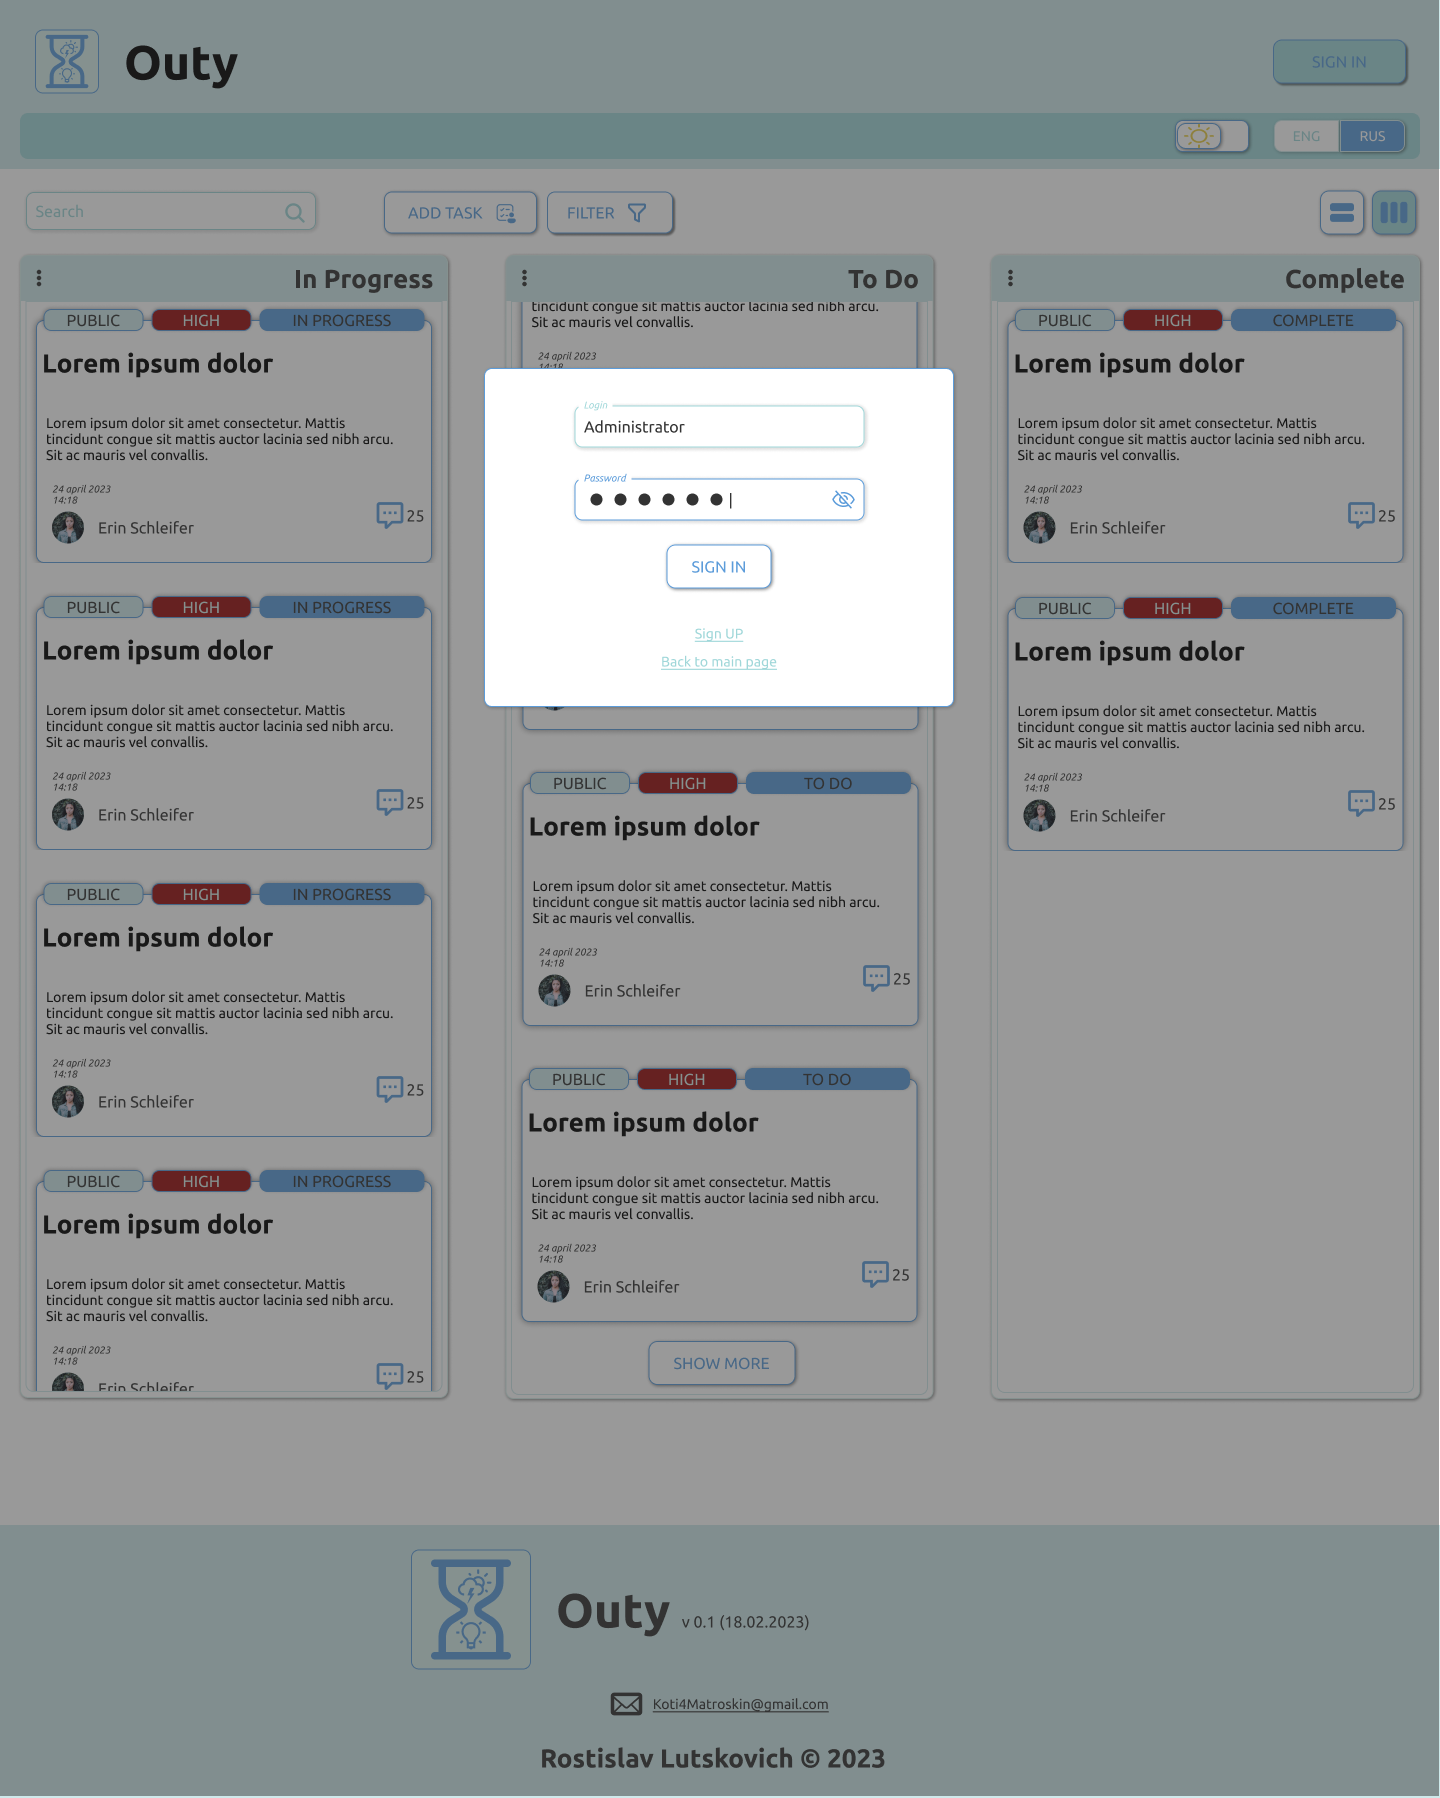 Outy
SIGN IN
ENG
RUS
Search
ADD TASK
FILTER
In Progress
PUBLIC
HIGH
IN PROGRESS
Lorem ipsum dolor
Lorem ipsum dolor sit amet consectetur. Mattis
tincidunt congue sit mattis auctor lacinia sed nibh arcu.
Sit ac mauris vel convallis.
24 april 2023
14:18
Erin Schleifer
25
PUBLIC
HIGH
IN PROGRESS
Lorem ipsum dolor
Lorem ipsum dolor sit amet consectetur. Mattis
tincidunt congue sit mattis auctor lacinia sed nibh arcu.
Sit ac mauris vel convallis.
24 april 2023
14:18
Erin Schleifer
25
PUBLIC
HIGH
IN PROGRESS
Lorem ipsum dolor
Lorem ipsum dolor sit amet consectetur. Mattis
tincidunt congue sit mattis auctor lacinia sed nibh arcu.
Sit ac mauris vel convallis.
24 april 2023
14:18
Erin Schleifer
25
PUBLIC
HIGH
IN PROGRESS
Lorem ipsum dolor
Lorem ipsum dolor sit amet consectetur. Mattis
tincidunt congue sit mattis auctor lacinia sed nibh arcu.
Sit ac mauris vel convallis.
24 april 2023
14:18
Erin Schleifer
25
To Do
tincidunt congue sit mattis auctor lacinia sed nibh arcu.
Sit ac mauris vel convallis.
24 april 2023
14:18
Login
Administrator
Password
SIGN IN
Sign UP
Back to main page
PUBLIC
HIGH
TO DO
Lorem ipsum dolor
Lorem ipsum dolor sit amet consectetur. Mattis
tincidunt congue sit mattis auctor lacinia sed nibh arcu.
Sit ac mauris vel convallis.
24 april 2023
14:18
Erin Schleifer
25
PUBLIC
HIGH
TO DO
Lorem ipsum dolor
Lorem ipsum dolor sit amet consectetur. Mattis
tincidunt congue sit mattis auctor lacinia sed nibh arcu.
Sit ac mauris vel convallis.
24 april 2023
14:18
Erin Schleifer
25
SHOW MORE
Complete
PUBLIC
HIGH
COMPLETE
Lorem ipsum dolor
Lorem ipsum dolor sit amet consectetur. Mattis
tincidunt congue sit mattis auctor lacinia sed nibh arcu.
Sit ac mauris vel convallis.
24 april 2023
14:18
Erin Schleifer
25
PUBLIC
HIGH
COMPLETE
Lorem ipsum dolor
Lorem ipsum dolor sit amet consectetur. Mattis
tincidunt congue sit mattis auctor lacinia sed nibh arcu.
Sit ac mauris vel convallis.
24 april 2023
14:18
Erin Schleifer
25
Outy v 0.1 (18.02.2023)
Koti4Matroskin@gmail.com
Rostislav Lutskovich © 2023